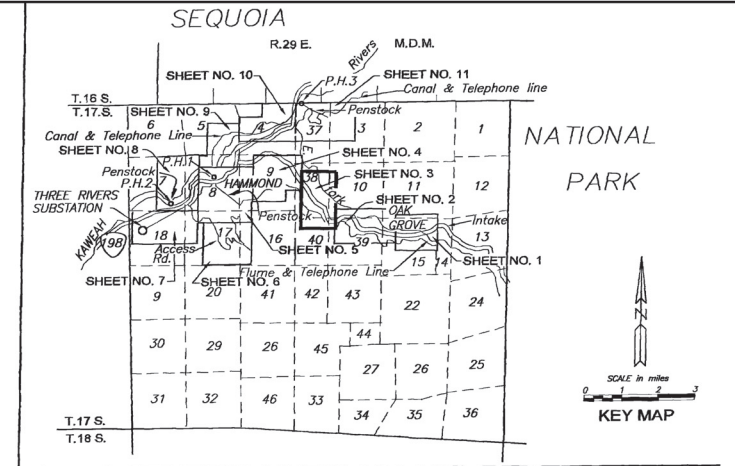 SEQUOIA
R.29 E. M.D.M.
Rivers
SHEET NO. 10
P.H.3
SHEET NO. 11
Canal & Telephone line
T.16 S.
T.17.S.
SHEET NO. 9
Penstock
6 5 4 37 3 2 1
Canal & Telephone Line
NATIONAL
PARK
SHEET NO. 8
SHEET NO. 4
P.H.1
Penstock
P.H.2
E.
Fork
9
SHEET NO. 3
38 10 11 12
8 HAMMOND
THREE RIVERS
SUBSTATION
SHEET NO. 2
OAK
GROVE
Penstock
Intake
KAWEAH
198
18
Access
Rd.
17 16 40 39 13
SHEET NO. 5
SHEET NO. 1
15 14
Flume & Telephone Line
SHEET NO. 7
SHEET NO. 6
9 20 41 42 43 22 24
44
30 29 26 45 27 26 25
31 32 46 33 34 35 36
T.17 S.
T.18 S.
N
SCALE in miles
0 1 2 3
KEY MAP